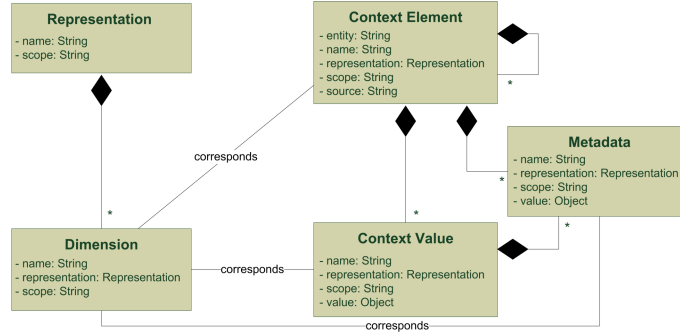 Representation
- name: String
- scope: String
Context Element
- entity: String
- name: String
- representation: Representation
- scope: String
- source: String
*
corresponds
Metadata
- name: String
- representation: Representation
- scope: String
- value: Object
*
*
*
*
Dimension
- name: String
- representation: Representation
- scope: String
corresponds
Context Value
- name: String
- representation: Representation
- scope: String
- value: Object
corresponds